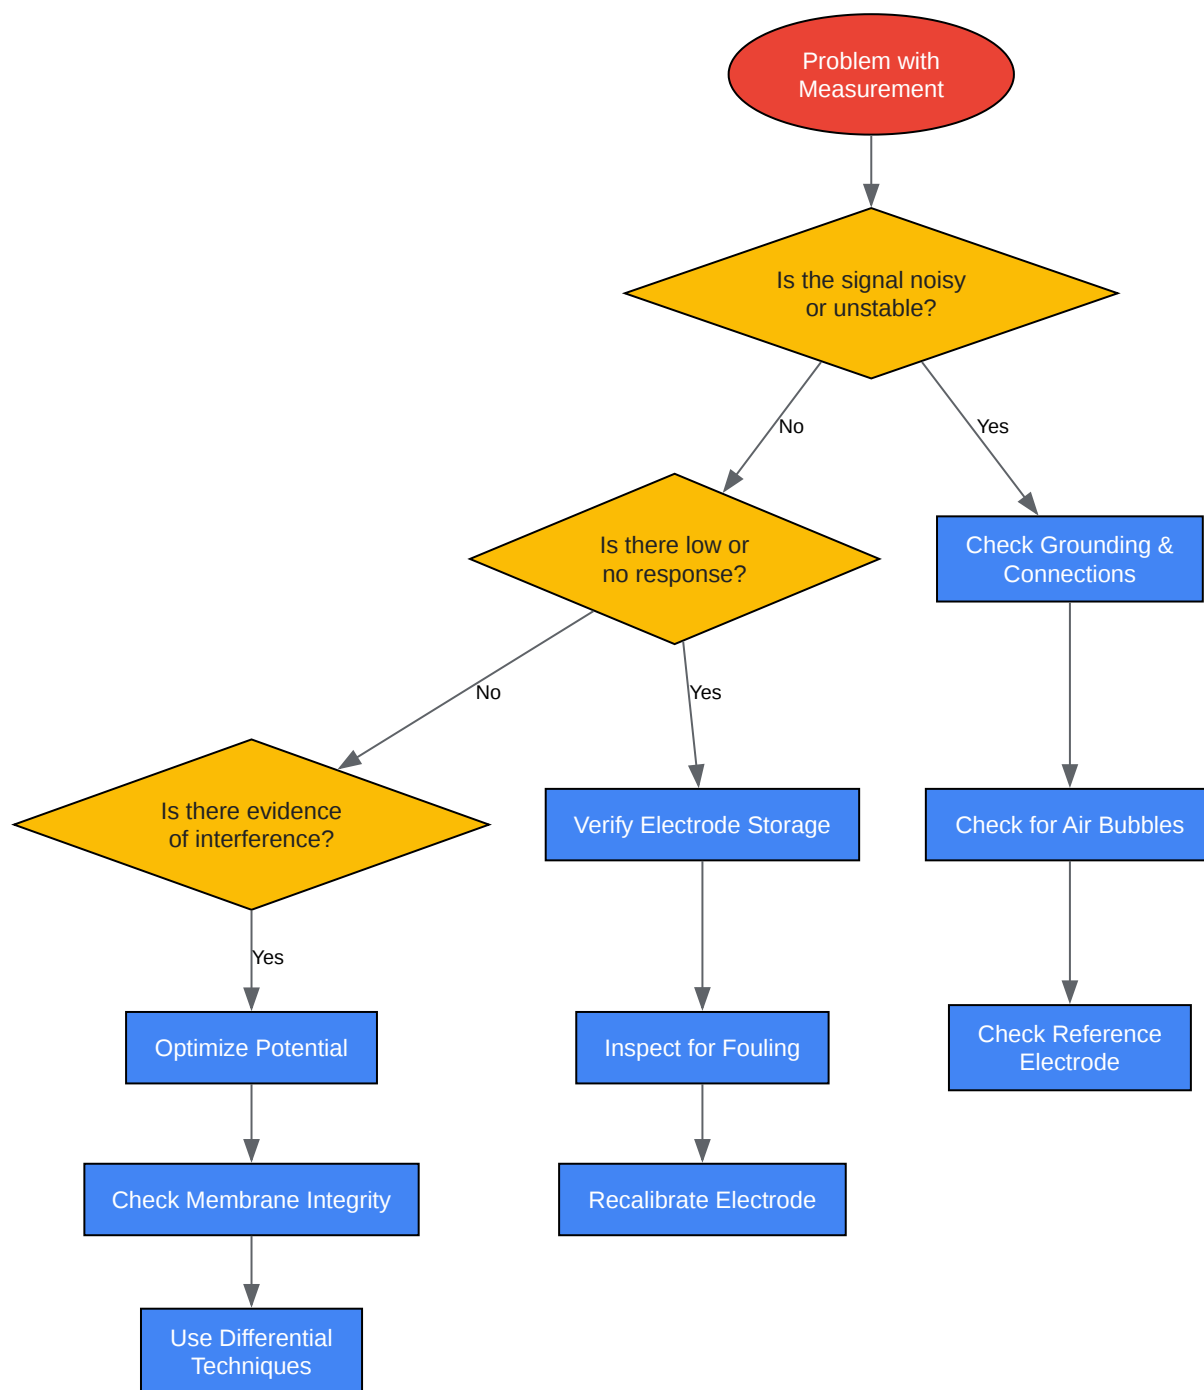 Problem with
Measurement
Is the signal noisy
or unstable?
No
Yes
Is there low or
no response?
Check Grounding &
Connections
No
Yes
Is there evidence
of interference?
Verify Electrode Storage
Check for Air Bubbles
Yes
Optimize Potential
Inspect for Fouling
Check Reference
Electrode
Check Membrane Integrity
Recalibrate Electrode
Use Differential
Techniques